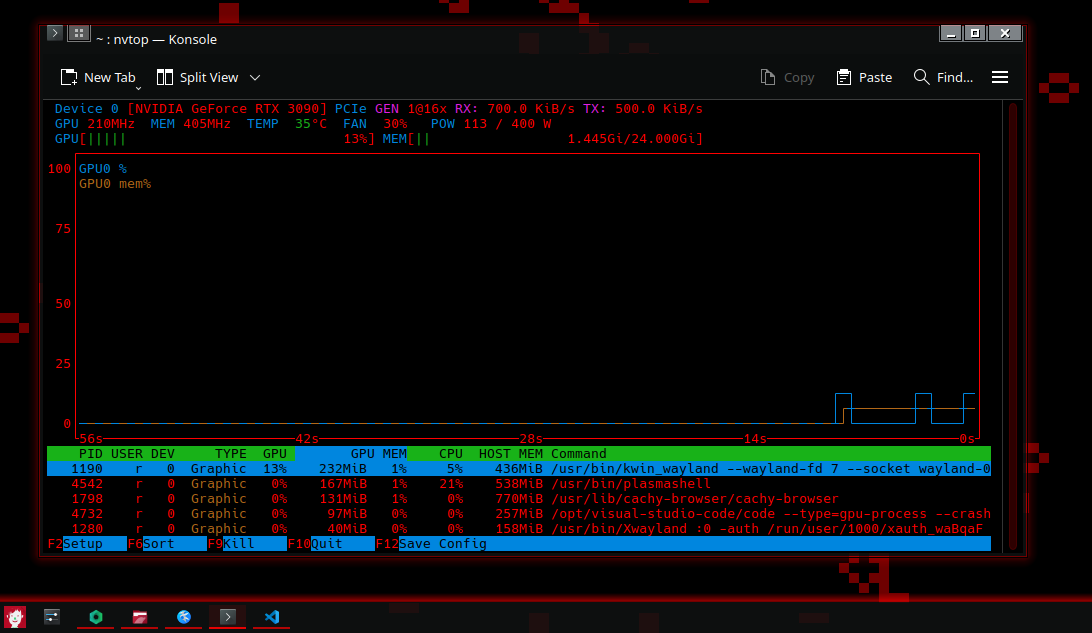 ~ : nvtop — Konsole
New Tab Split View Copy Paste Find...
Device 0 [NVIDIA GeForce RTX 3090] PCIe GEN 1@16x RX: 700.0 KiB/s TX: 500.0 KiB/s
GPU 210MHz MEM 405MHz TEMP 35°C FAN 30% POW 113 / 400 W
GPU[||||| 13%] MEM[|| 1.445Gi/24.000Gi]
100 GPU0 %
GPU0 mem%
75
50
25
0
56s 42s 28s 14s 0s
PID USER DEV TYPE GPU GPU MEM CPU HOST MEM Command
1190 r 0 Graphic 13% 232MiB 1% 5% 436MiB /usr/bin/kwin_wayland --wayland-fd 7 --socket wayland-0
4542 r 0 Graphic 0% 167MiB 1% 21% 538MiB /usr/bin/plasmashell
1798 r 0 Graphic 0% 131MiB 1% 0% 770MiB /usr/lib/cachy-browser/cachy-browser
4732 r 0 Graphic 0% 97MiB 0% 0% 257MiB /opt/visual-studio-code/code --type=gpu-process --crash
1280 r 0 Graphic 0% 40MiB 0% 0% 158MiB /usr/bin/Xwayland :0 -auth /run/user/1000/xauth_waBqaF
F2Setup F6Sort F9Kill F10Quit F12Save Config